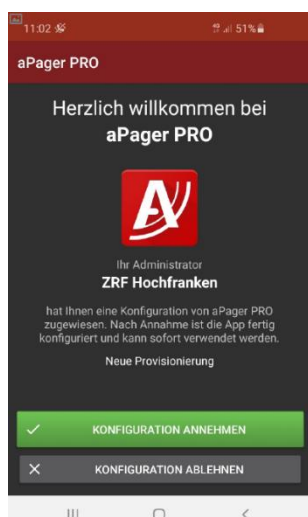 11:02
51%
aPager PRO
Herzlich willkommen bei
aPager PRO
Ihr Administrator
ZRF Hochfranken
hat Ihnen eine Konfiguration von aPager PRO
zugewiesen. Nach Annahme ist die App fertig
konfiguriert und kann sofort verwendet werden.
Neue Provisionierung
KONFIGURATION ANNEHMEN
KONFIGURATION ABLEHNEN